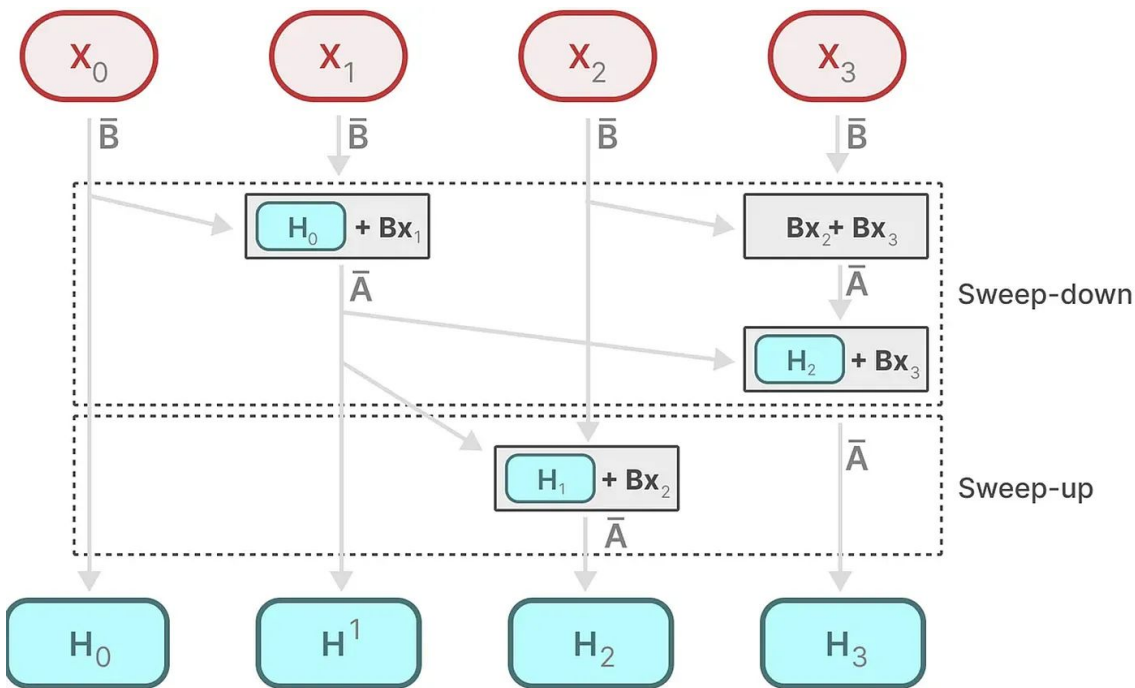 X₀ X₁ X₂ X₃
B̅ B̅ B̅ B̅
H₀ + Bx₁ Bx₂+ Bx₃
A̅ A̅
Sweep-down
H₂ + Bx₃
A̅
H₁ + Bx₂
Sweep-up
A̅
H₀ H¹ H₂ H₃